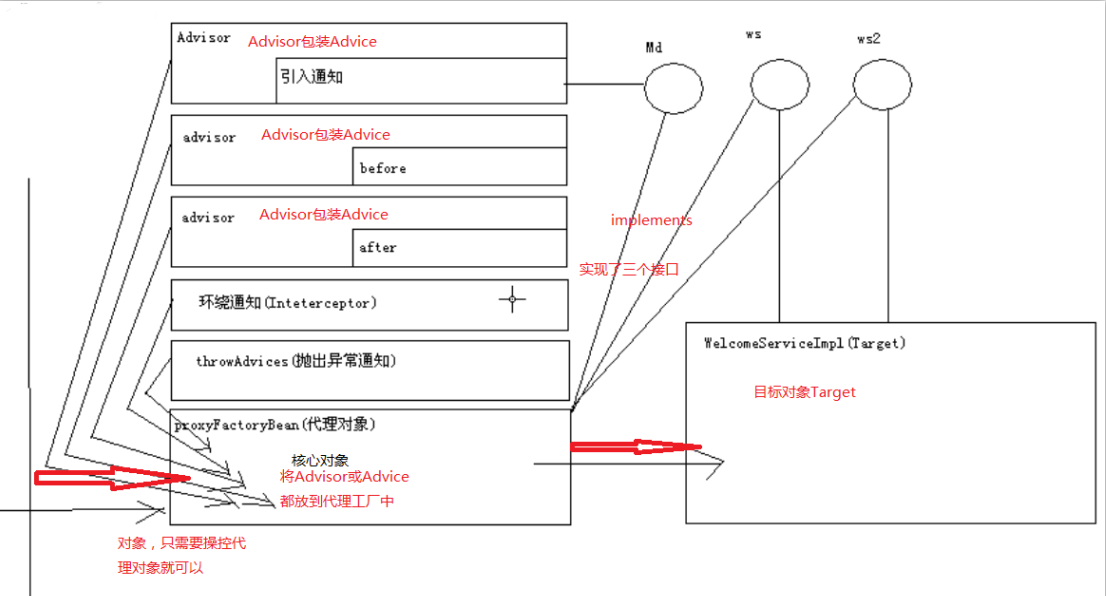 Advisor
Advisor包装Advice
引入通知
Md
ws
ws2
advisor
Advisor包装Advice
before
advisor
Advisor包装Advice
after
implements
实现了三个接口
环绕通知(Inteterceptor)
throwAdvices(抛出异常通知)
WelcomeServiceImpl(Target)
目标对象Target
proxyFactoryBean(代理对象)
核心对象
将Advisor或Advice
都放到代理工厂中
对象，只需要操控代
理对象就可以